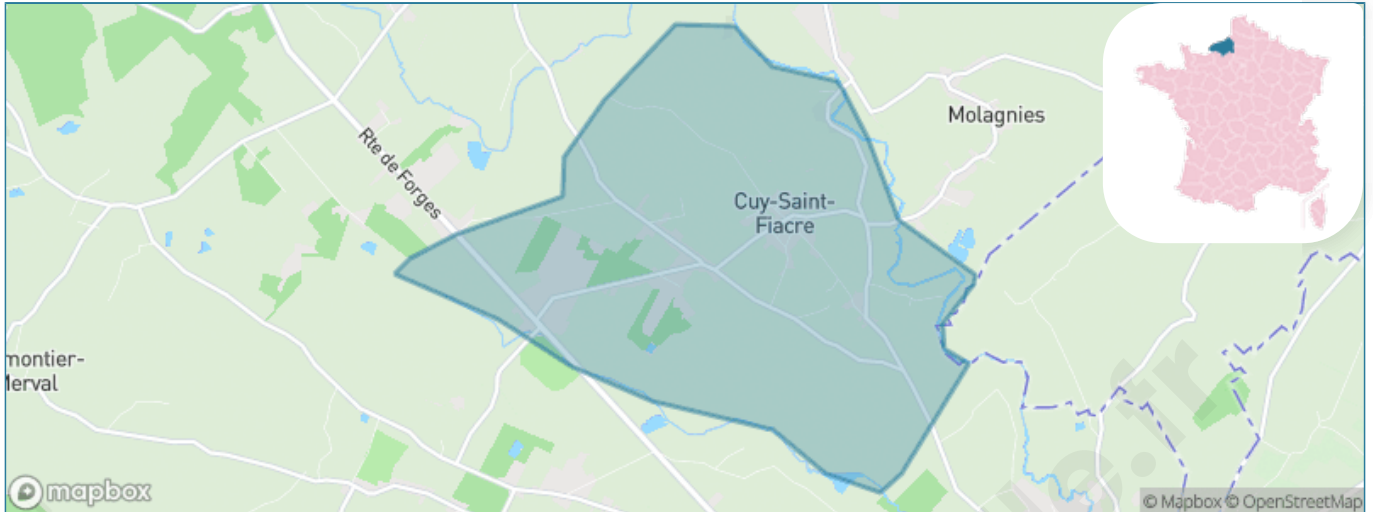 Molagnies
Rte de Forges
Cuy-Saint-
Fiacre
montier-
Merval
mapbox
© Mapbox © OpenStreetMap